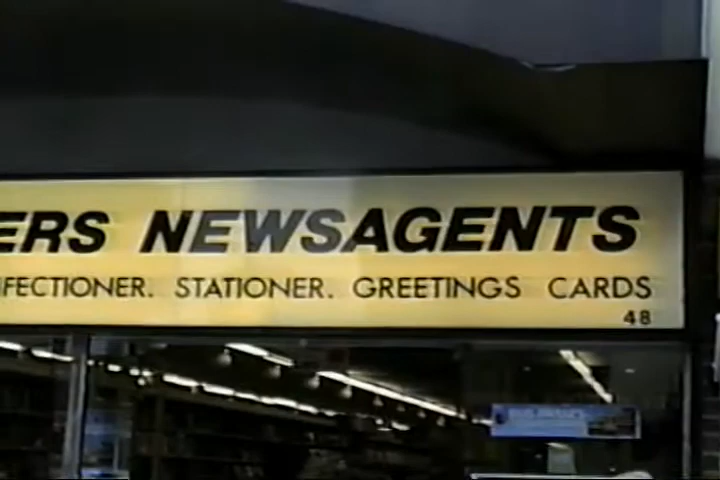 ERS NEWSAGENTS
FECTIONER. STATIONER. GREETINGS CARDS
48